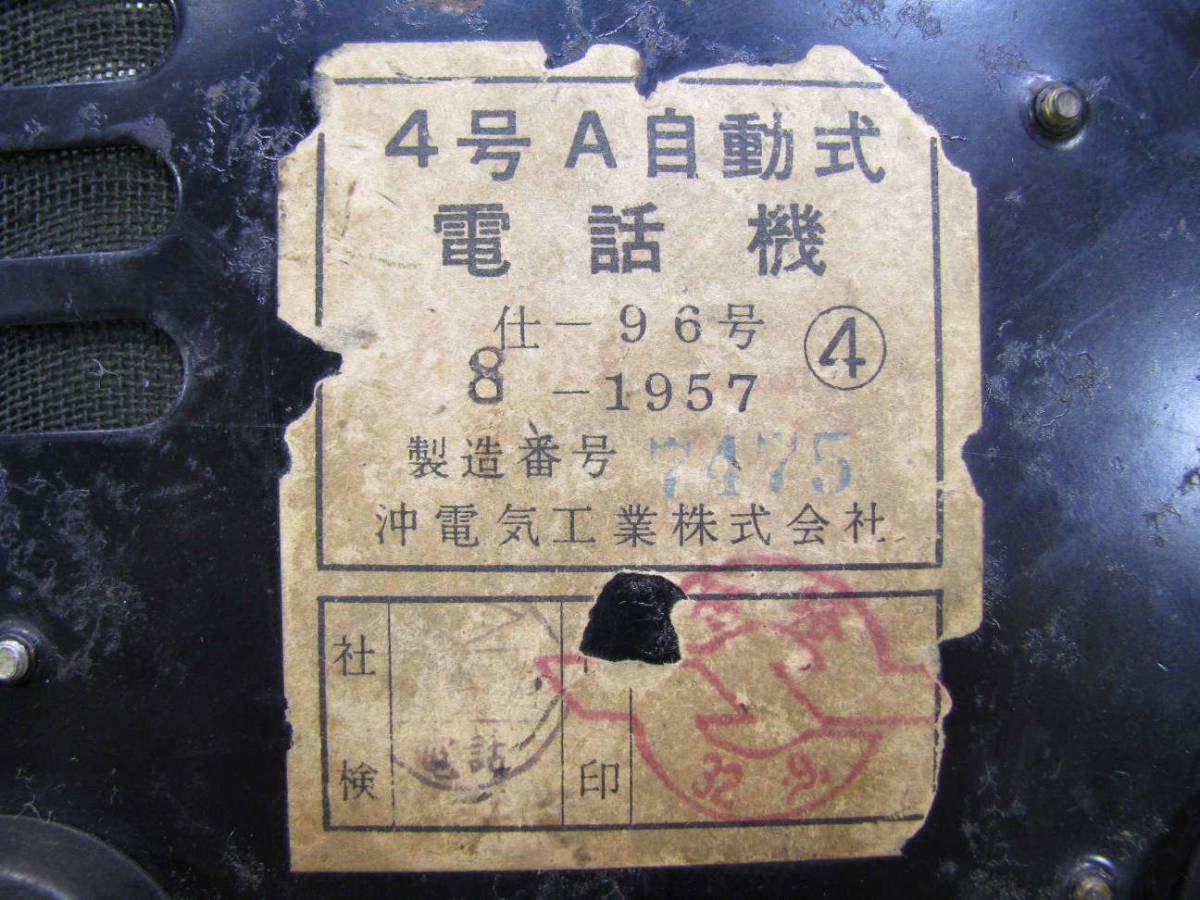 4号A自動式
電話機
仕-96号 ④
8-1957
製造番号 7475
沖電気工業株式会社
社検
印
電話
32 9